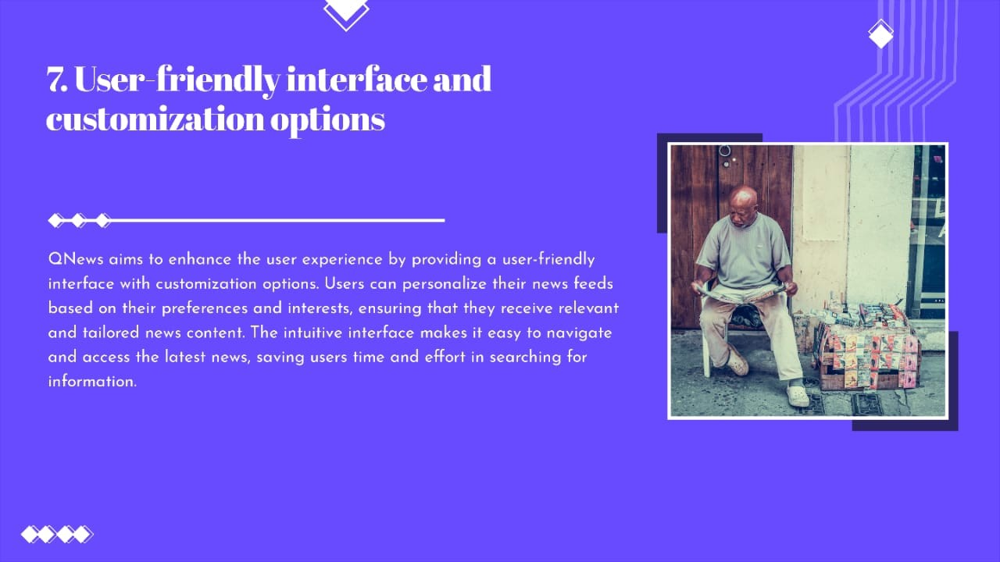 7. User-friendly interface and
customization options
QNews aims to enhance the user experience by providing a user-friendly
interface with customization options. Users can personalize their news feeds
based on their preferences and interests, ensuring that they receive relevant
and tailored news content. The intuitive interface makes it easy to navigate
and access the latest news, saving users time and effort in searching for
information.